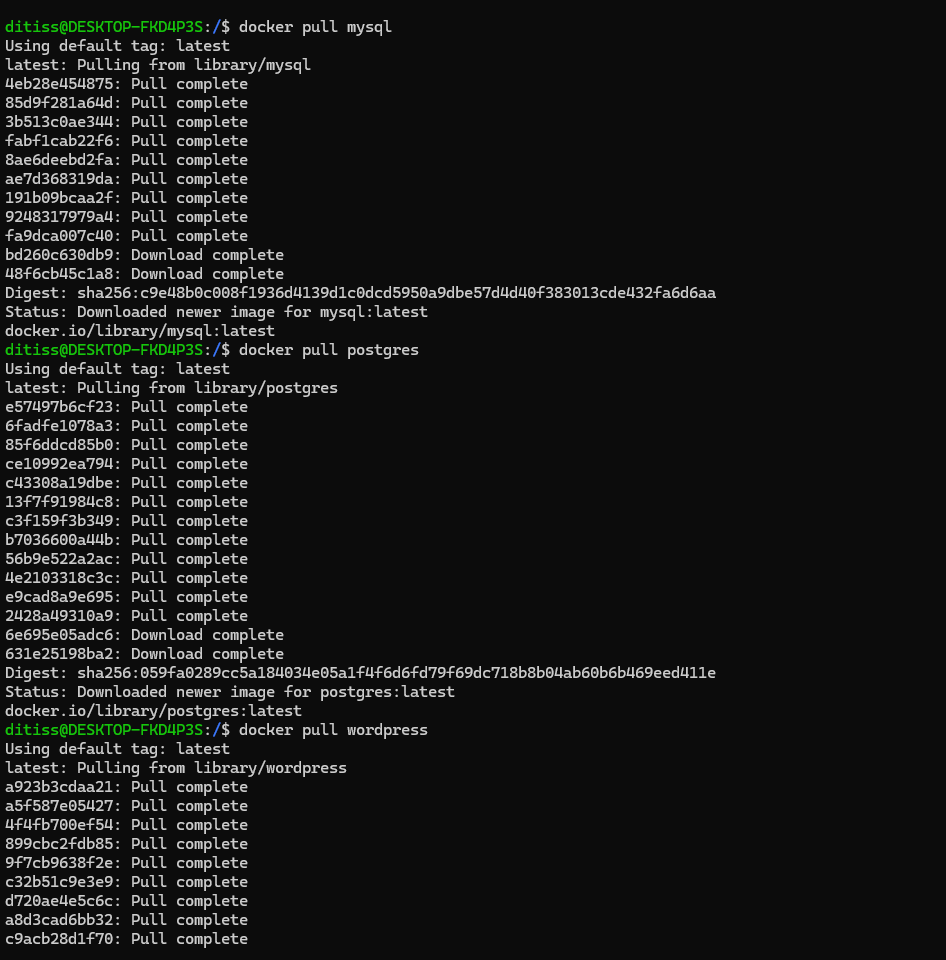 ditiss@DESKTOP-FKD4P3S:/$ docker pull mysql
Using default tag: latest
latest: Pulling from library/mysql
4eb28e454875: Pull complete
85d9f281a64d: Pull complete
3b513c0ae344: Pull complete
fabf1cab22f6: Pull complete
8ae6deebd2fa: Pull complete
ae7d368319da: Pull complete
191b09bcaa2f: Pull complete
9248317979a4: Pull complete
fa9dca007c40: Pull complete
bd260c630db9: Download complete
48f6cb45c1a8: Download complete
Digest: sha256:c9e48b0c008f1936d4139d1c0dcd5950a9dbe57d4d40f383013cde432fa6d6aa
Status: Downloaded newer image for mysql:latest
docker.io/library/mysql:latest
ditiss@DESKTOP-FKD4P3S:/$ docker pull postgres
Using default tag: latest
latest: Pulling from library/postgres
e57497b6cf23: Pull complete
6fadfe1078a3: Pull complete
85f6ddcd85b0: Pull complete
ce10992ea794: Pull complete
c43308a19dbe: Pull complete
13f7f91984c8: Pull complete
c3f159f3b349: Pull complete
b7036600a44b: Pull complete
56b9e522a2ac: Pull complete
4e2103318c3c: Pull complete
e9cad8a9e695: Pull complete
2428a49310a9: Pull complete
6e695e05adc6: Download complete
631e25198ba2: Download complete
Digest: sha256:059fa0289cc5a184034e05a1f4f6d6fd79f69dc718b8b04ab60b6b469eed411e
Status: Downloaded newer image for postgres:latest
docker.io/library/postgres:latest
ditiss@DESKTOP-FKD4P3S:/$ docker pull wordpress
Using default tag: latest
latest: Pulling from library/wordpress
a923b3cdaa21: Pull complete
a5f587e05427: Pull complete
4f4fb700ef54: Pull complete
899cbc2fdb85: Pull complete
9f7cb9638f2e: Pull complete
c32b51c9e3e9: Pull complete
d720ae4e5c6c: Pull complete
a8d3cad6bb32: Pull complete
c9acb28d1f70: Pull complete